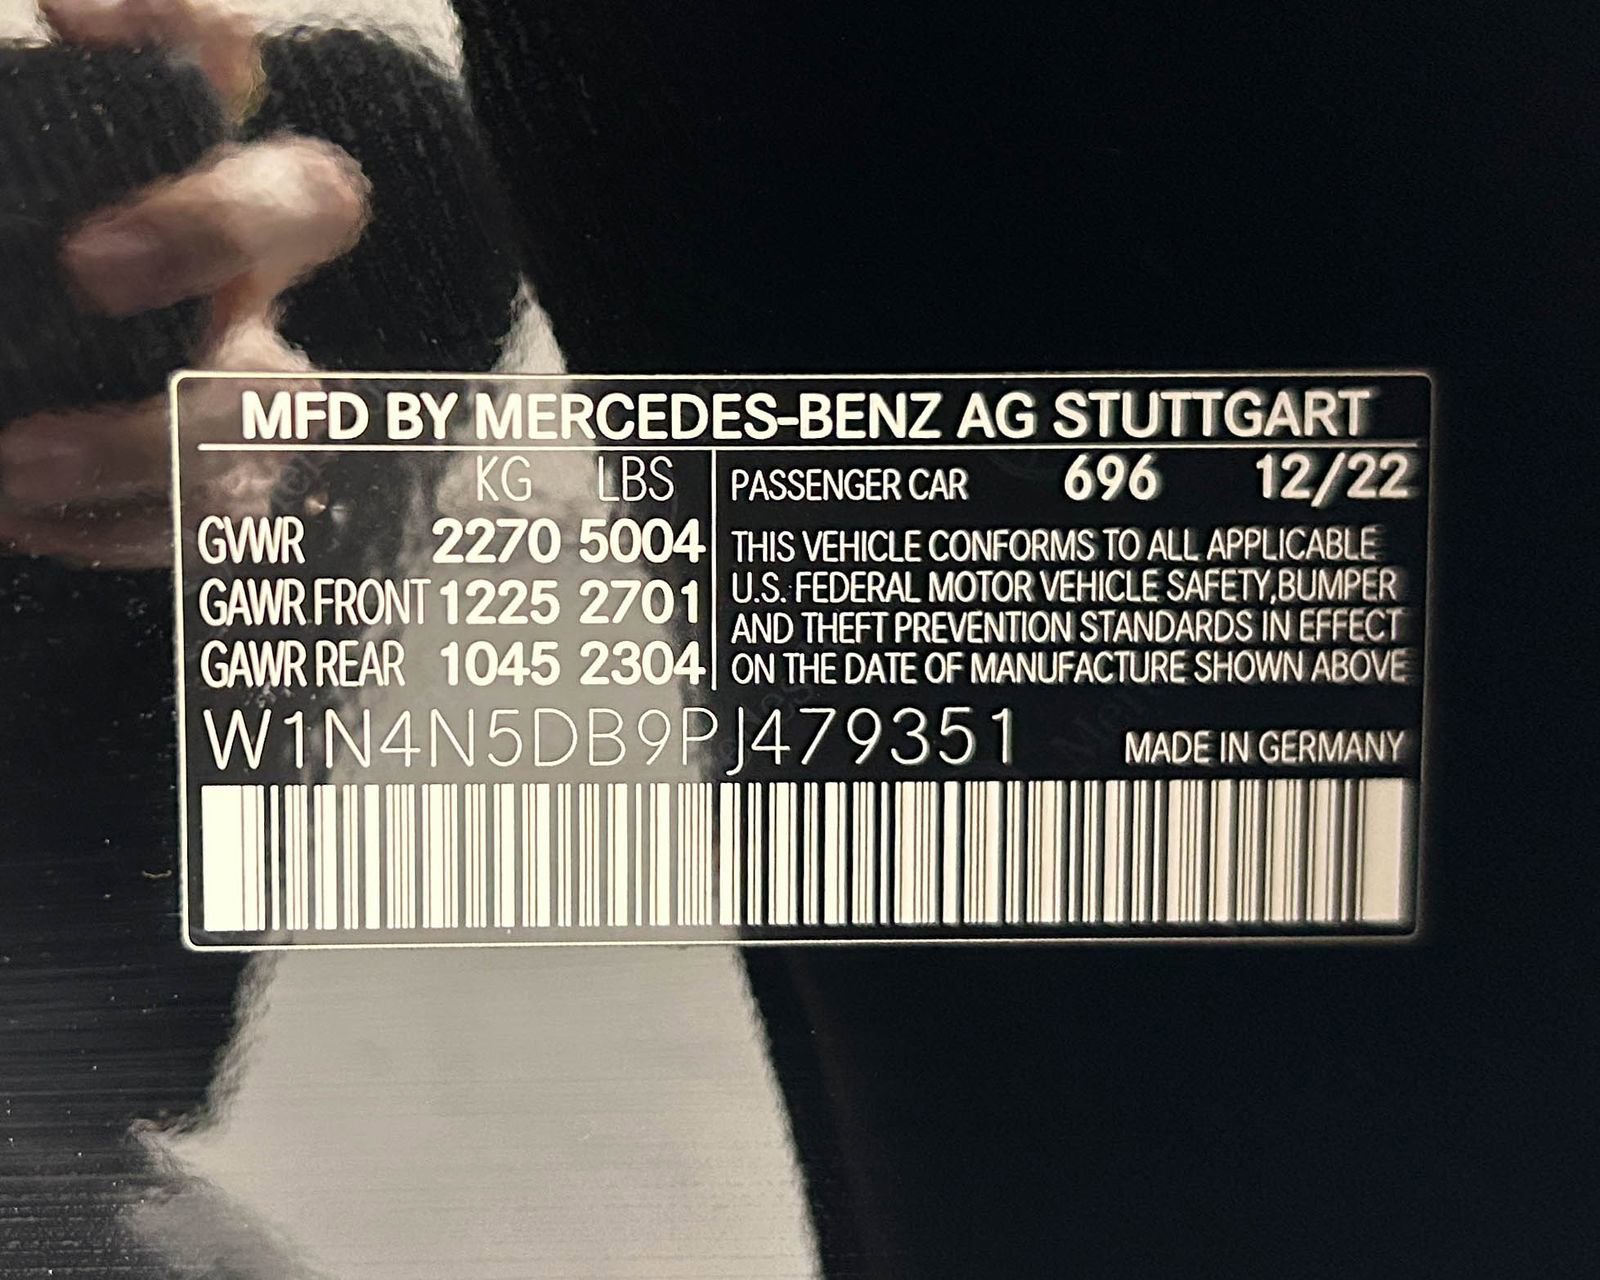 MFD BY MERCEDES-BENZ AG STUTTGART
KG LBS
GVWR 2270 5004
GAWR FRONT 1225 2701
GAWR REAR 1045 2304
PASSENGER CAR 696 12/22
THIS VEHICLE CONFORMS TO ALL APPLICABLE
U.S. FEDERAL MOTOR VEHICLE SAFETY,BUMPER
AND THEFT PREVENTION STANDARDS IN EFFECT
ON THE DATE OF MANUFACTURE SHOWN ABOVE
W1N4N5DB9PJ479351
MADE IN GERMANY